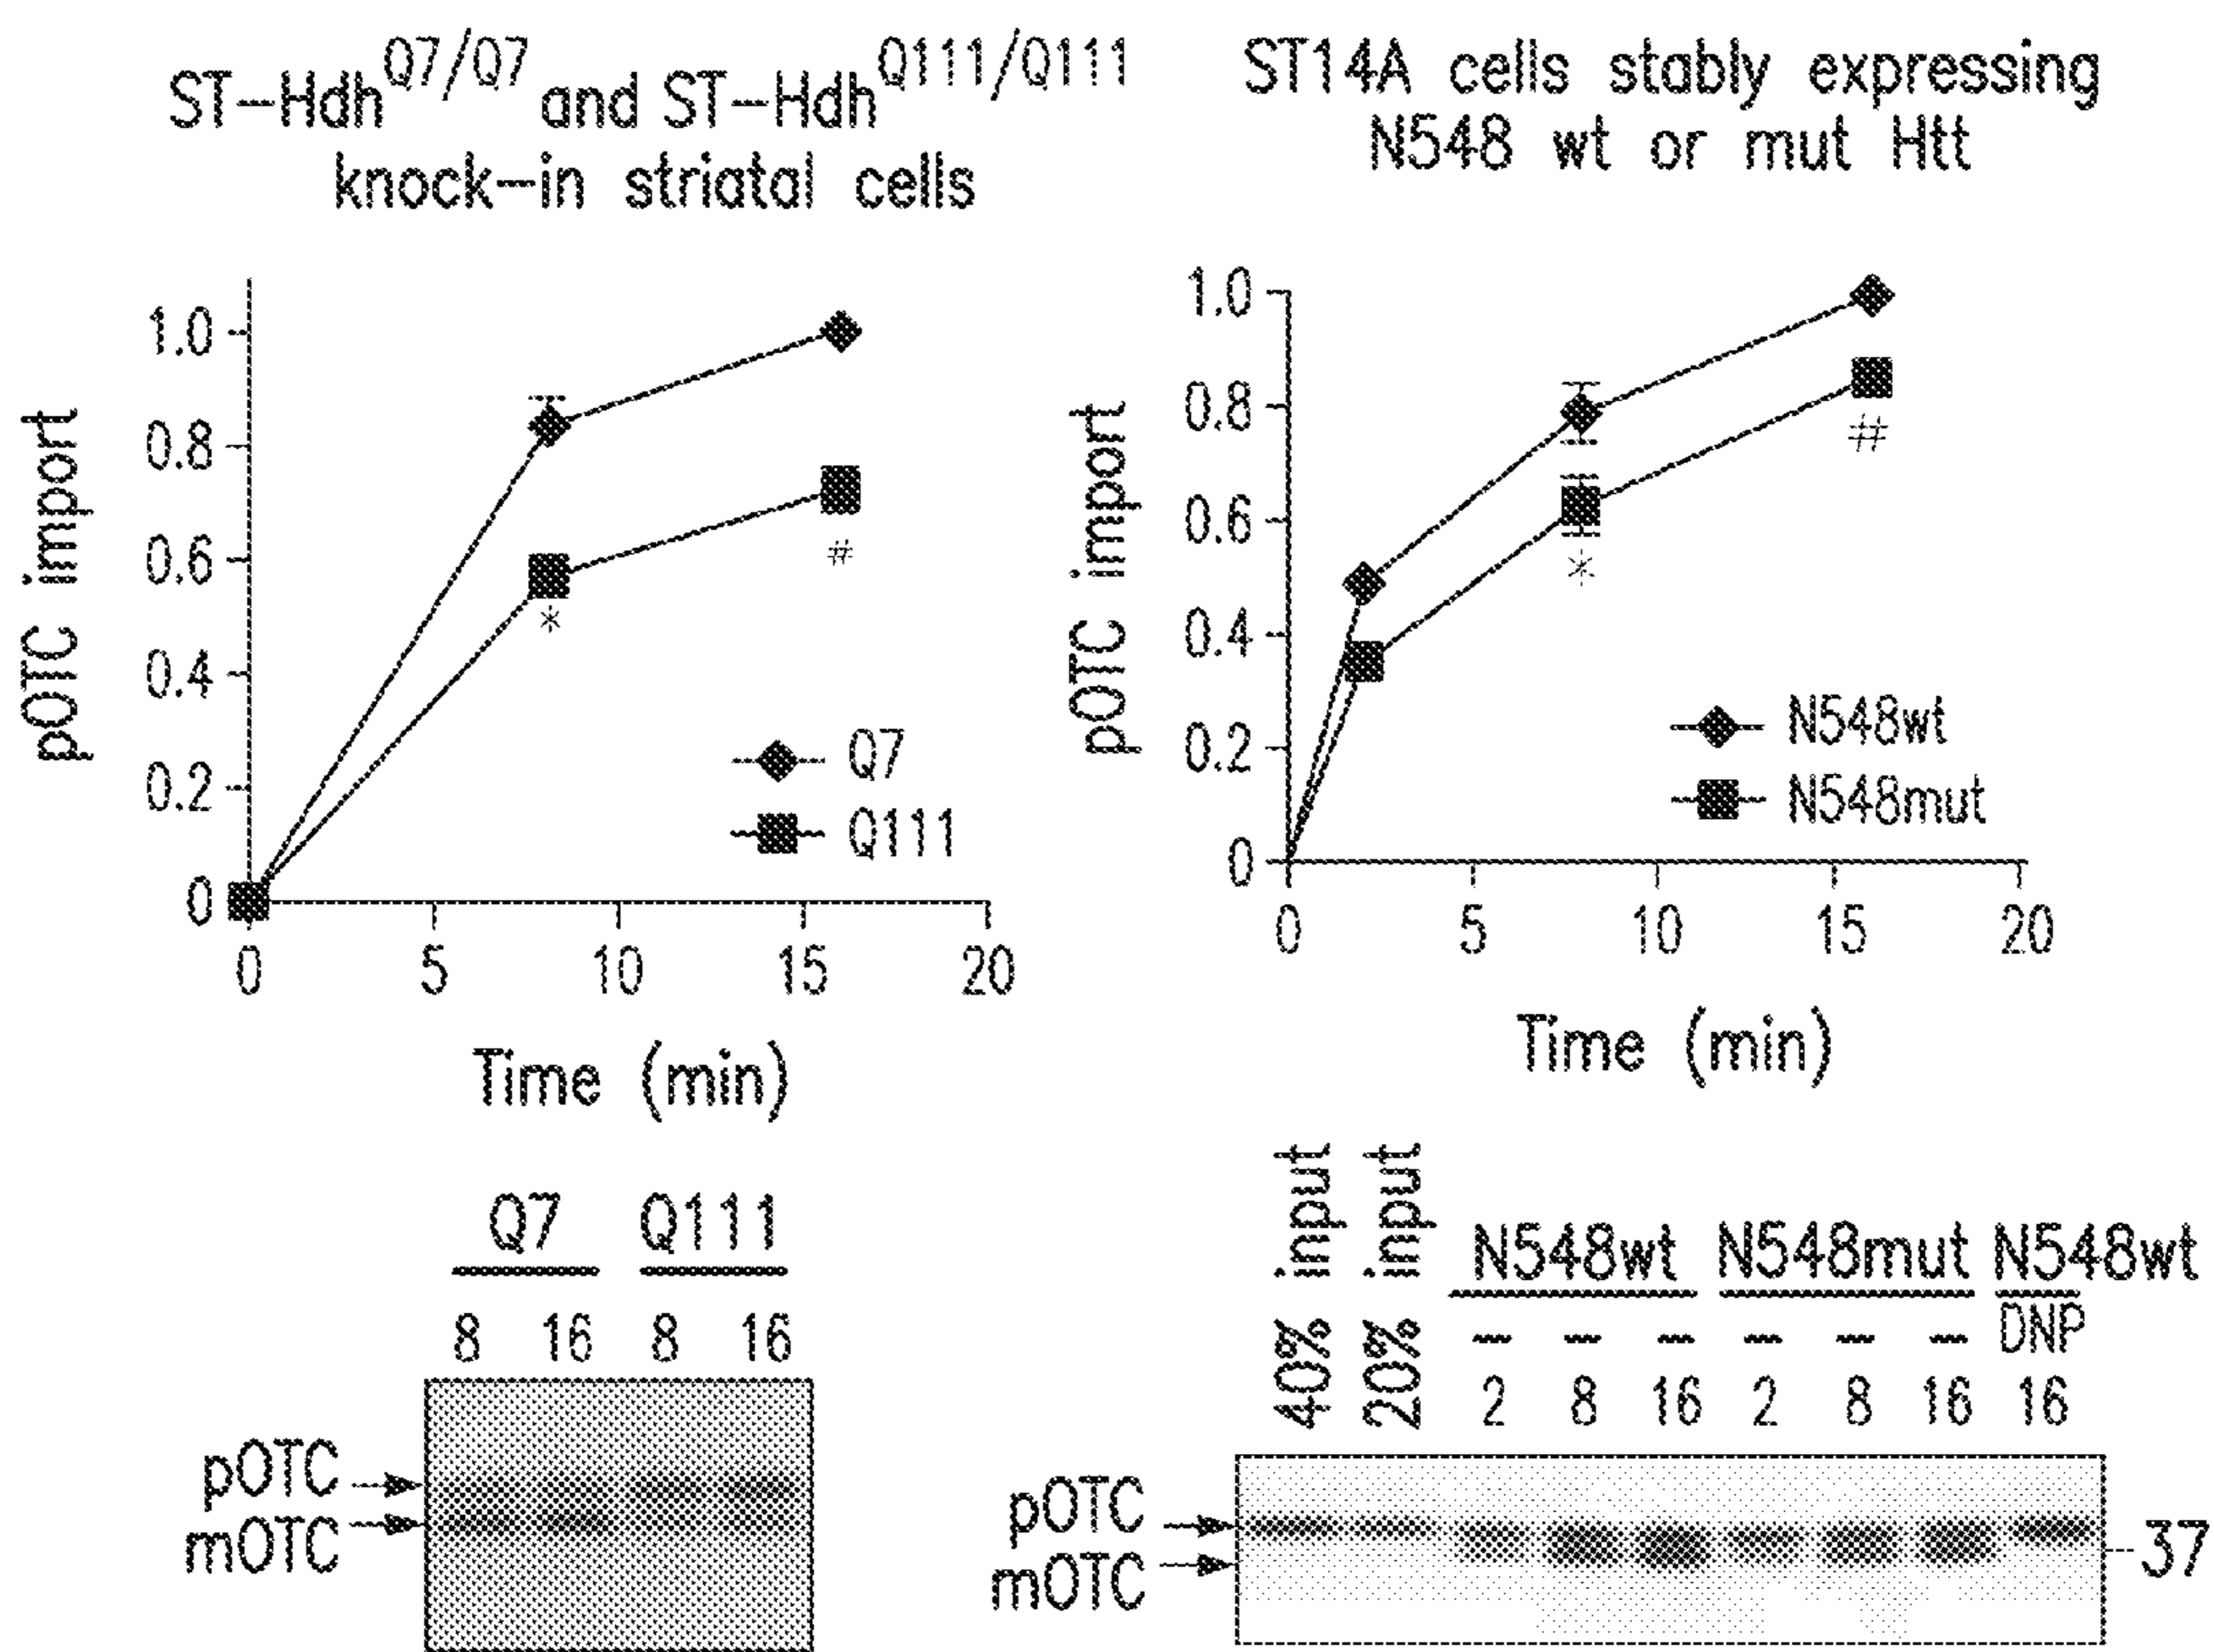 ST-Hdh^Q7/Q7 and ST-Hdh^Q111/Q111
knock-in striatal cells
pOTC import
1.0
0.8
0.6
0.4
0.2
0
*
#
Q7
Q111
0 5 10 15 20
Time (min)
ST14A cells stably expressing
N548 wt or mut Htt
pOTC import
1.0
0.8
0.6
0.4
0.2
0
*
##
N548wt
N548mut
0 5 10 15 20
Time (min)
Q7 Q111
8 16 8 16
pOTC
mOTC
40% input
20% input
N548wt N548mut N548wt
- - - - - - DNP
2 8 16 2 8 16 16
pOTC
mOTC
37